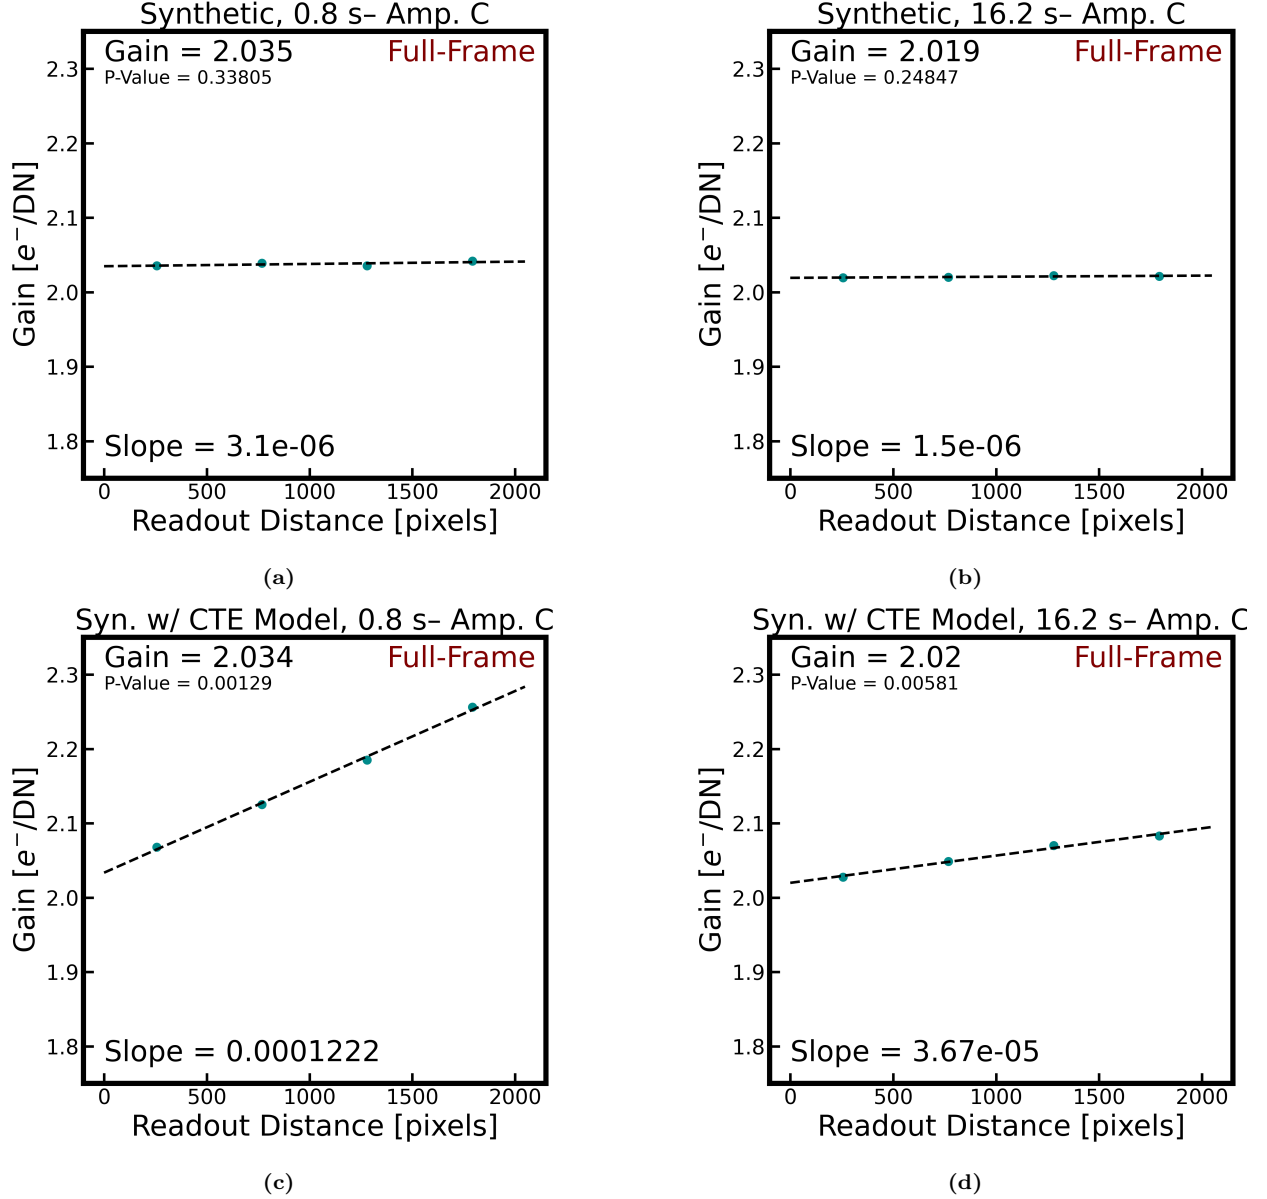 Synthetic, 0.8 s– Amp. C
Gain = 2.035 Full-Frame
P-Value = 0.33805
2.3
2.2
2.1
2.0
1.9
1.8
Gain [e⁻/DN]
Slope = 3.1e-06
0 500 1000 1500 2000
Readout Distance [pixels]
(a)
Synthetic, 16.2 s– Amp. C
Gain = 2.019 Full-Frame
P-Value = 0.24847
2.3
2.2
2.1
2.0
1.9
1.8
Gain [e⁻/DN]
Slope = 1.5e-06
0 500 1000 1500 2000
Readout Distance [pixels]
(b)
Syn. w/ CTE Model, 0.8 s– Amp. C
Gain = 2.034 Full-Frame
P-Value = 0.00129
2.3
2.2
2.1
2.0
1.9
1.8
Gain [e⁻/DN]
Slope = 0.0001222
0 500 1000 1500 2000
Readout Distance [pixels]
(c)
Syn. w/ CTE Model, 16.2 s– Amp. C
Gain = 2.02 Full-Frame
P-Value = 0.00581
2.3
2.2
2.1
2.0
1.9
1.8
Gain [e⁻/DN]
Slope = 3.67e-05
0 500 1000 1500 2000
Readout Distance [pixels]
(d)